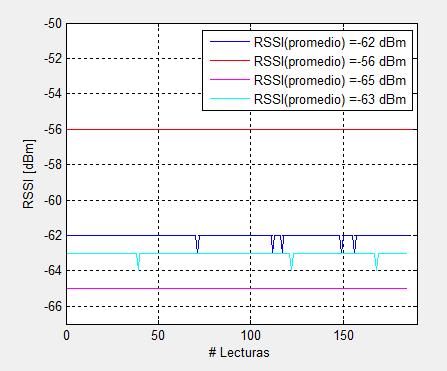 -50
RSSI(promedio) =-62 dBm
-52
RSSI(promedio) =-56 dBm
RSSI(promedio) =-65 dBm
-54
RSSI(promedio) =-63 dBm
-56
RSSI [dBm]
-58
-60
-62
-64
-66
0
50
100
150
# Lecturas